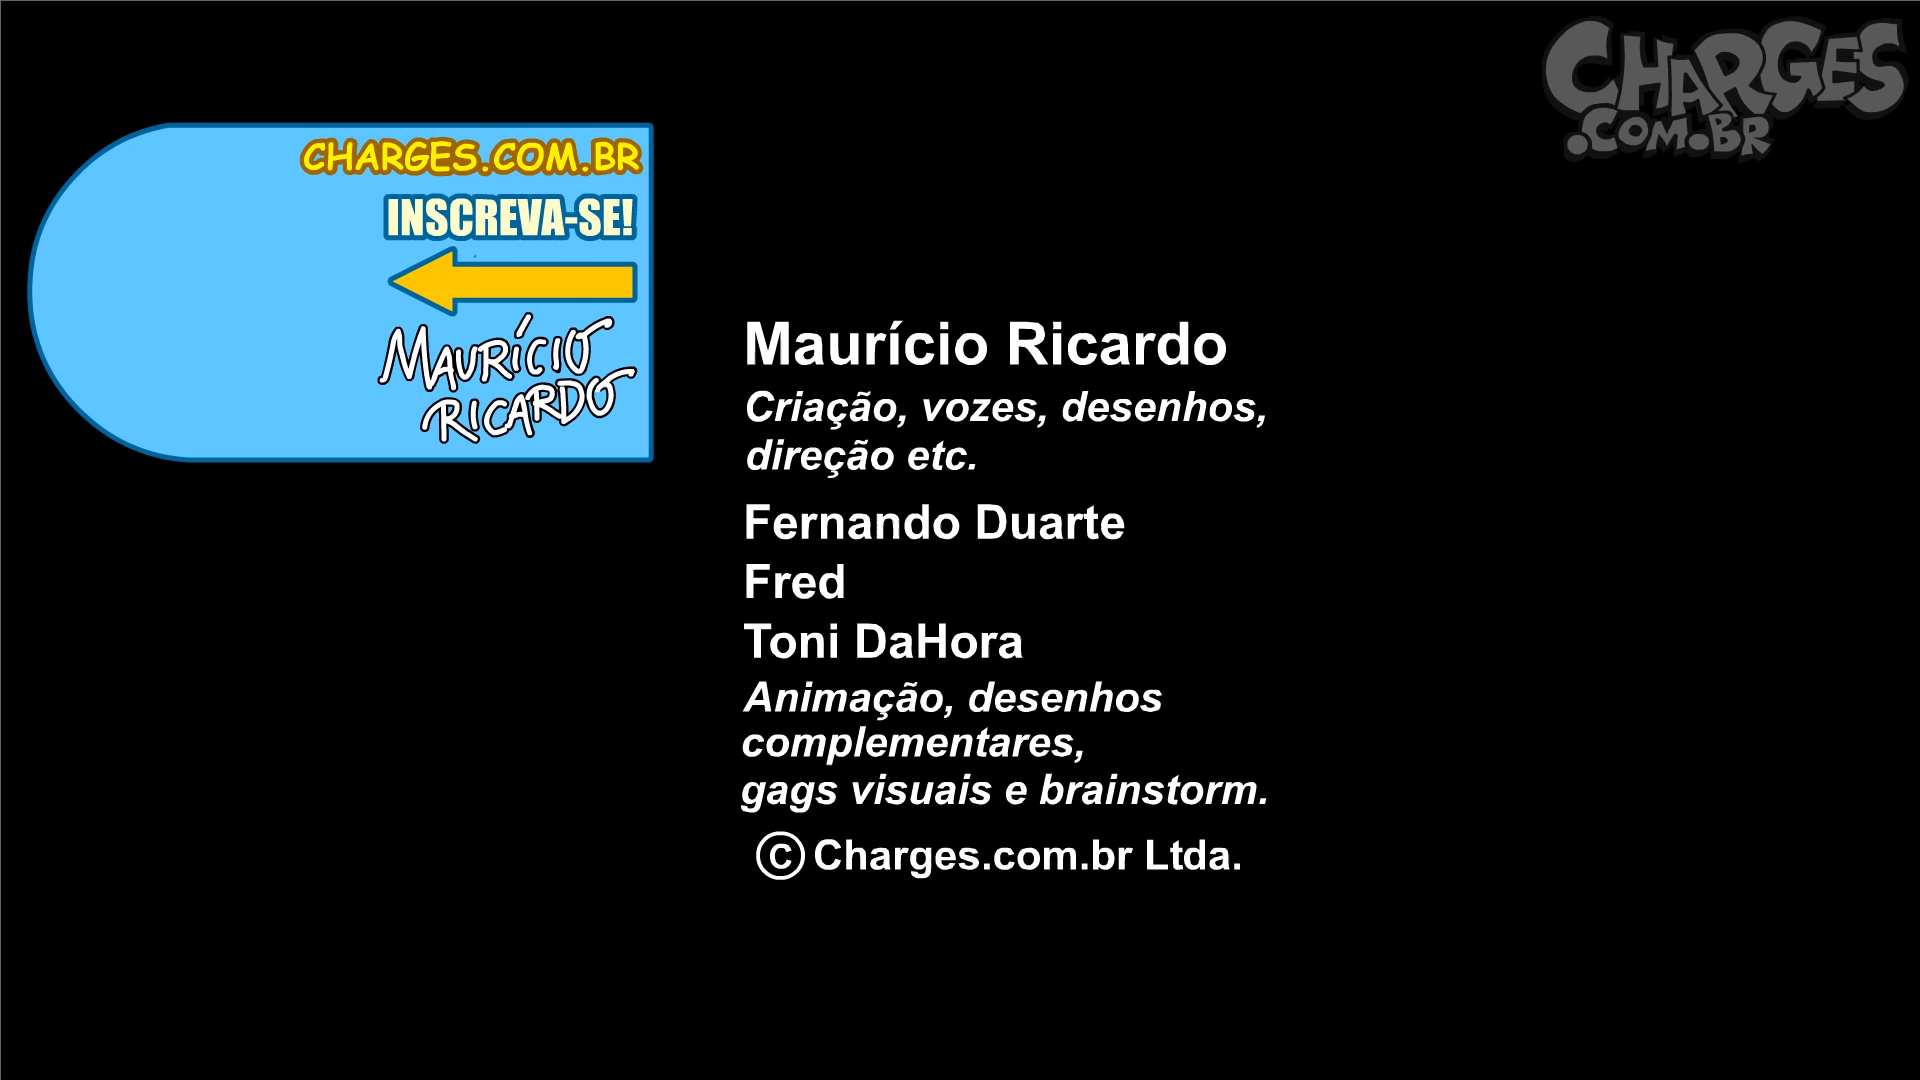 CHARGES
.COM.BR
CHARGES.COM.BR
INSCREVA-SE!
MAURÍCIO
RICARDO
Maurício Ricardo
Criação, vozes, desenhos,
direção etc.
Fernando Duarte
Fred
Toni DaHora
Animação, desenhos
complementares,
gags visuais e brainstorm.
© Charges.com.br Ltda.